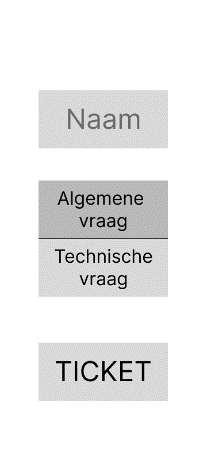 Naam
Algemene
vraag
Technische
vraag
TICKET